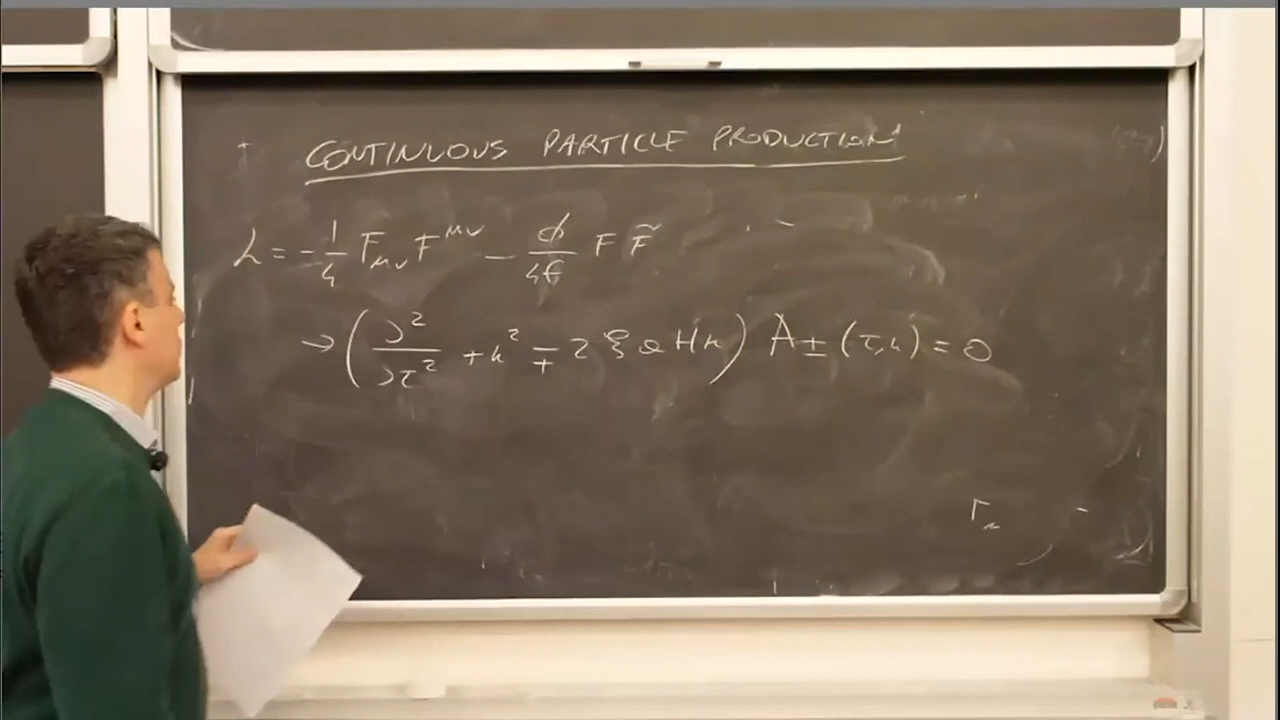 CONTINUOUS PARTICLE PRODUCTION
L = -1/4 F_{μν} F^{μν} - ϕ/4f F F̃
→ (∂²/∂τ² + k² ∓ 2 ξ a H k) A± (τ, k) = 0